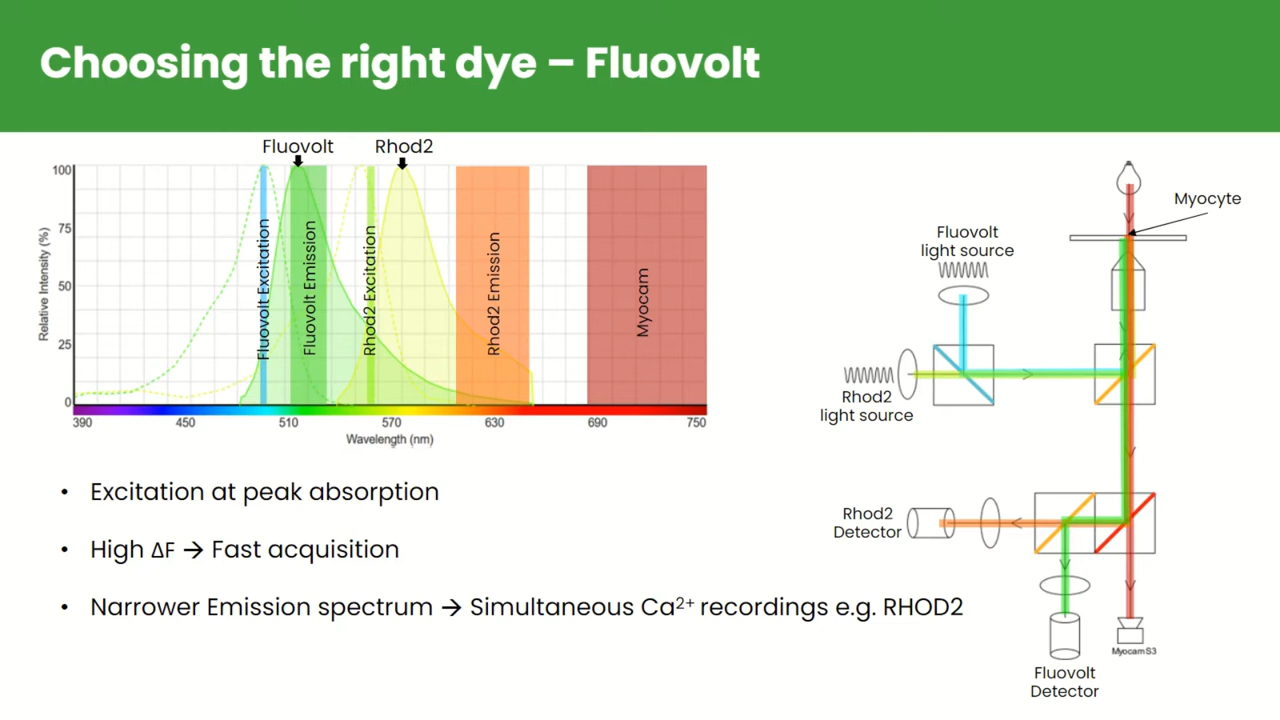 Choosing the right dye – Fluovolt
Fluovolt
Rhod2
100
75
50
25
0
Relative Intensity (%)
Fluovolt Excitation
Fluovolt Emission
Rhod2 Excitation
Rhod2 Emission
Myocam
390
450
510
570
630
690
750
Wavelength (nm)
• Excitation at peak absorption
• High ΔF → Fast acquisition
• Narrower Emission spectrum → Simultaneous Ca²⁺ recordings e.g. RHOD2
Myocyte
Fluovolt
light source
Rhod2
light source
Rhod2
Detector
Myocam S3
Fluovolt
Detector